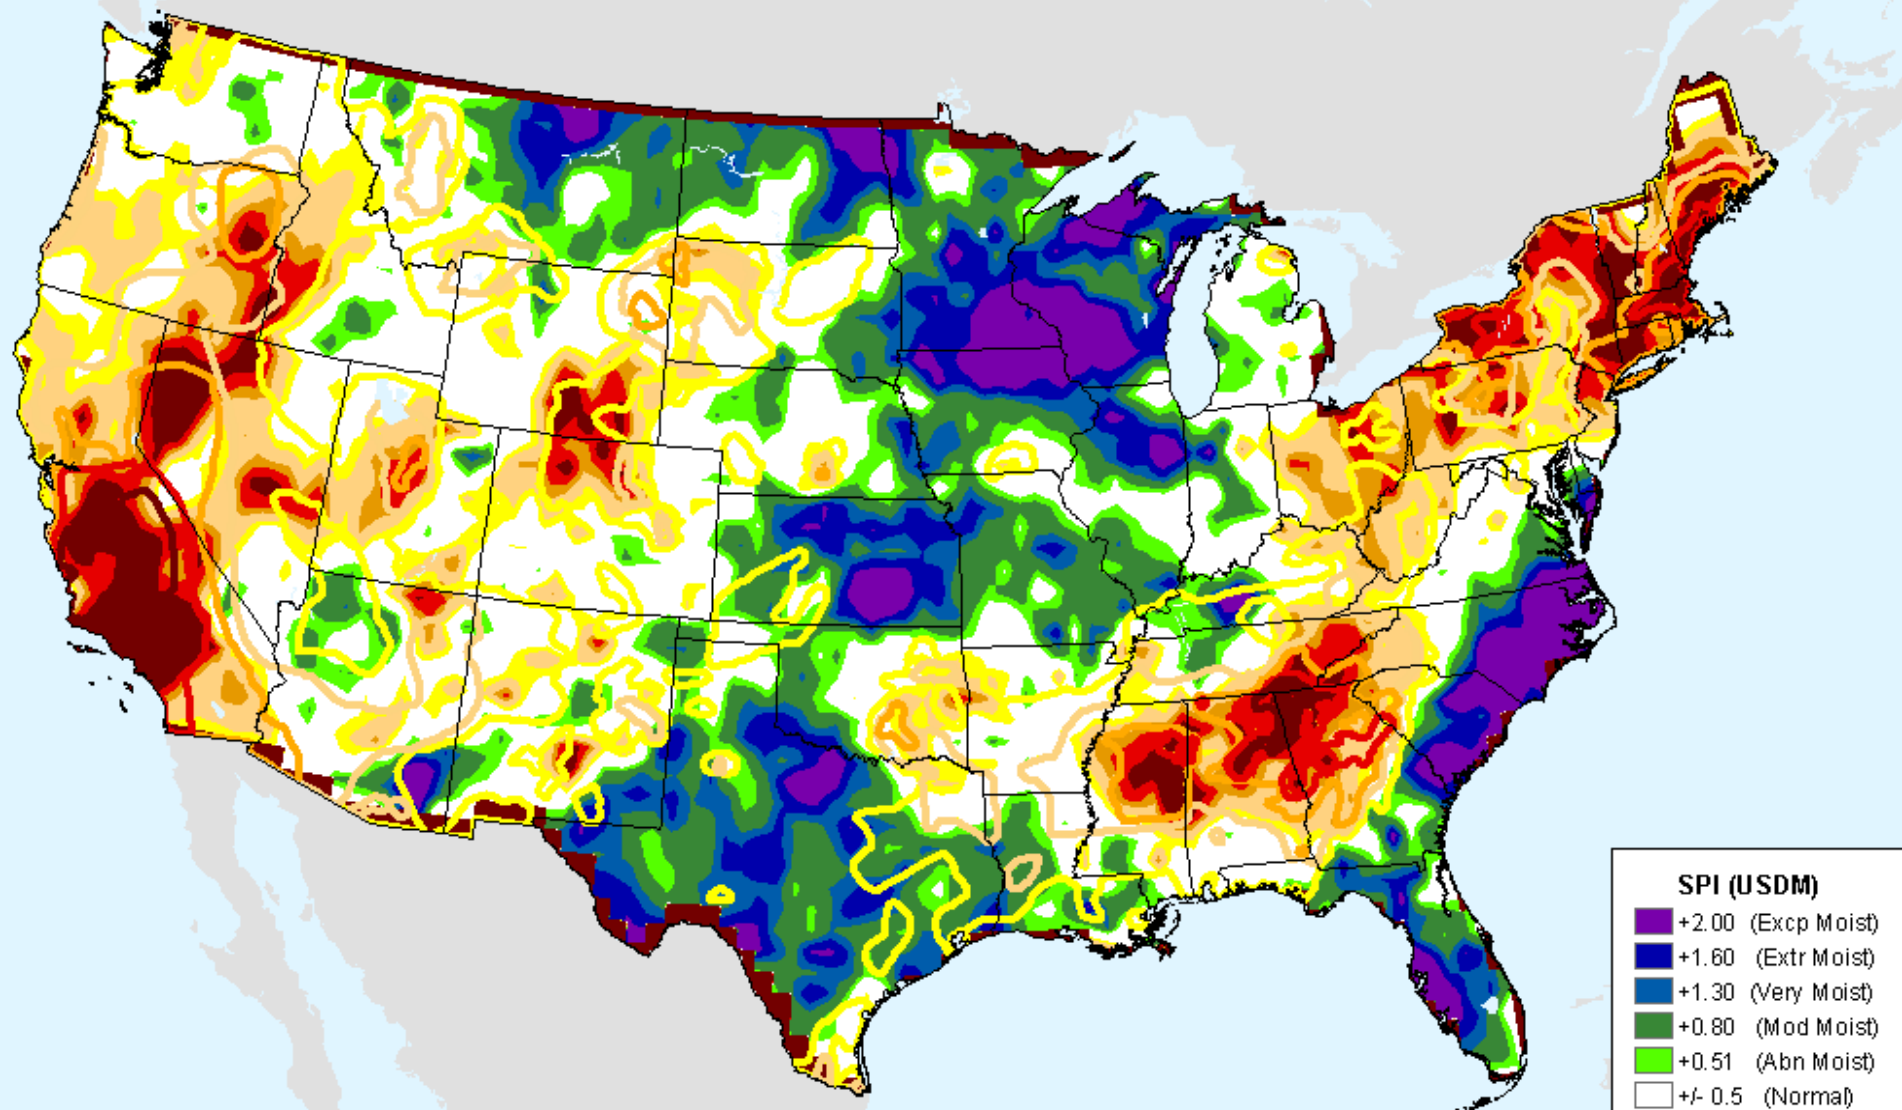 SPI (USDM)
+2.00 (Excp Moist)
+1.60 (Extr Moist)
+1.30 (Very Moist)
+0.80 (Mod Moist)
+0.51 (Abn Moist)
+/- 0.5 (Normal)